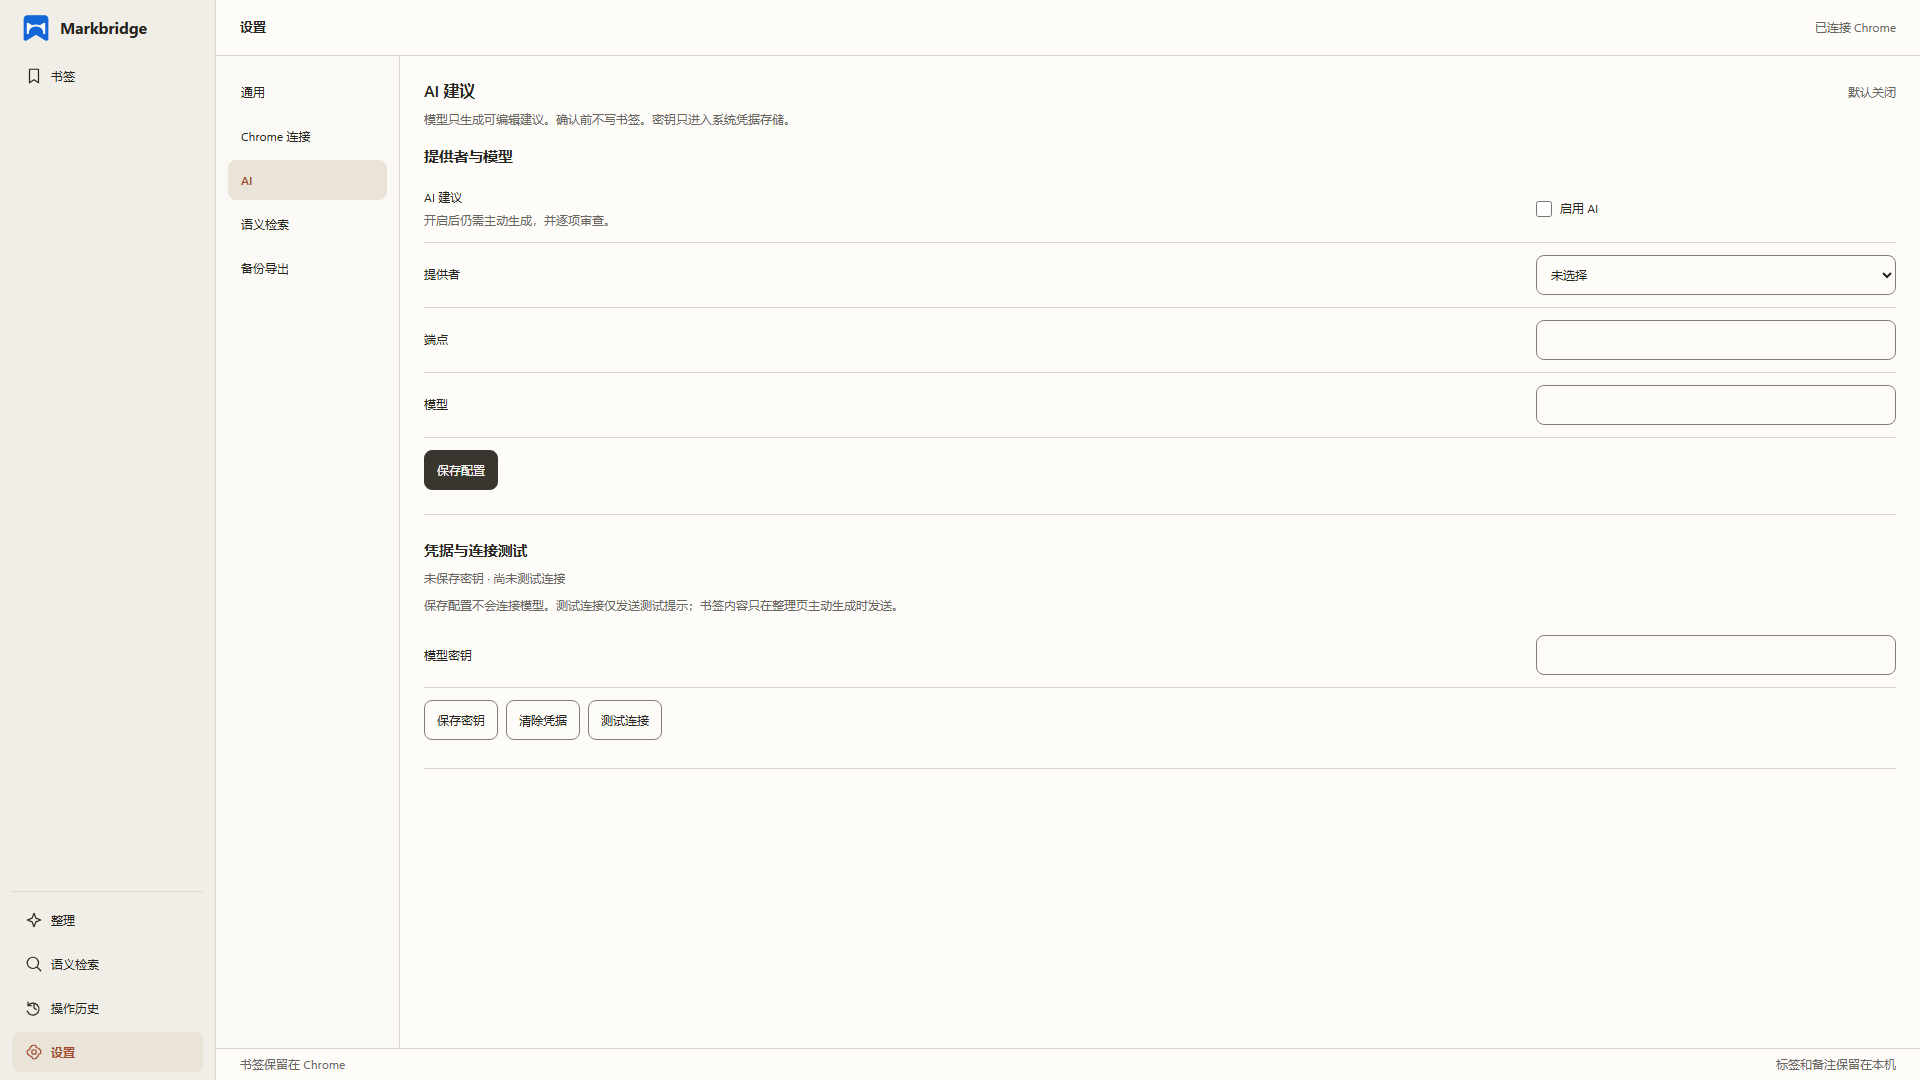 Markbridge
书签
整理
语义检索
操作历史
设置
设置
已连接 Chrome
通用
Chrome 连接
AI
语义检索
备份导出
AI 建议
默认关闭
模型只生成可编辑建议。确认前不写书签。密钥只进入系统凭据存储。
提供者与模型
AI 建议
开启后仍需主动生成，并逐项审查。
启用 AI
提供者
未选择
端点
模型
保存配置
凭据与连接测试
未保存密钥 · 尚未测试连接
保存配置不会连接模型。测试连接仅发送测试提示；书签内容只在整理页主动生成时发送。
模型密钥
保存密钥
清除凭据
测试连接
书签保留在 Chrome
标签和备注保留在本机